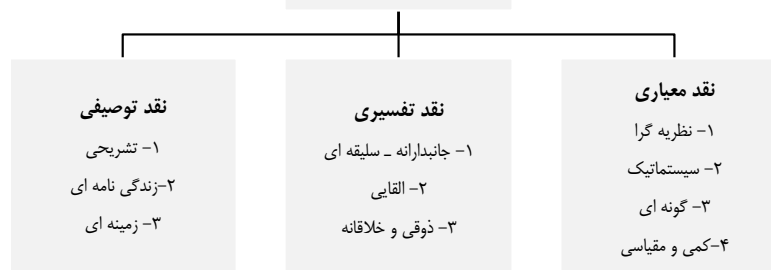 نقد معیاری
۱- نظریه گرا
۲- سیستماتیک
۳- گونه ای
۴-کمی و مقیاسی
نقد تفسیری
۱- جانبدارانه ـ سلیقه ای
۲- القایی
۳- ذوقی و خلاقانه
نقد توصیفی
۱- تشریحی
۲-زندگی نامه ای
۳- زمینه ای